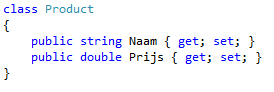 class Product
{
    public string Naam { get; set; }
    public double Prijs { get; set; }
}